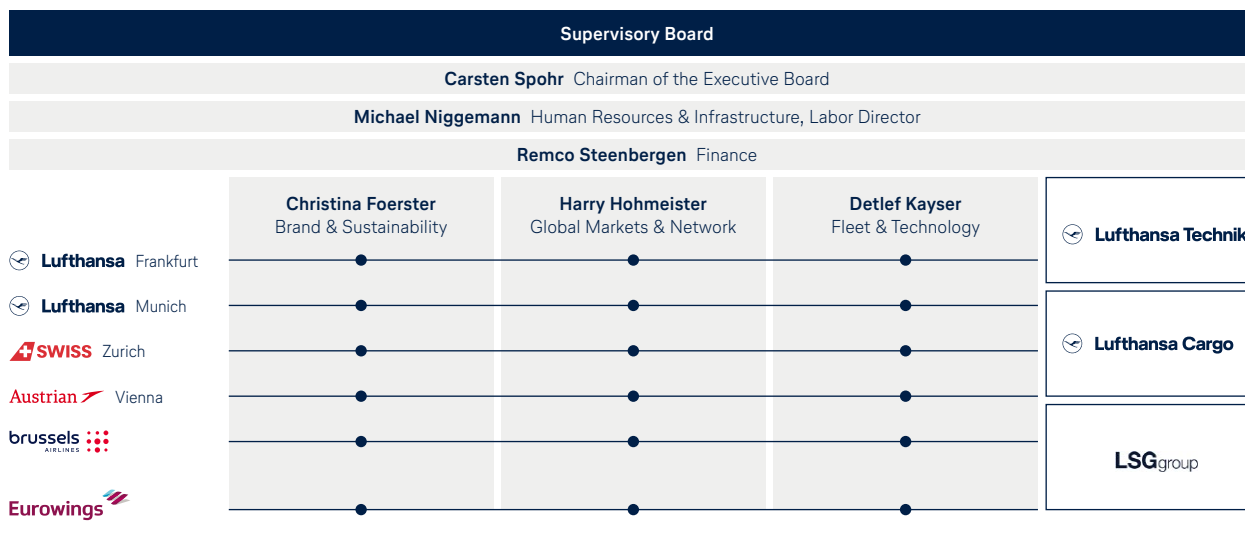 Supervisory Board
Carsten Spohr Chairman of the Executive Board
Michael Niggemann Human Resources & Infrastructure, Labor Director
Remco Steenbergen Finance
Christina Foerster
Brand & Sustainability
Harry Hohmeister
Global Markets & Network
Detlef Kayser
Fleet & Technology
Lufthansa Technik
Lufthansa Frankfurt
Lufthansa Munich
Lufthansa Cargo
SWISS Zurich
Austrian Vienna
brussels
AIRLINES
LSGgroup
Eurowings